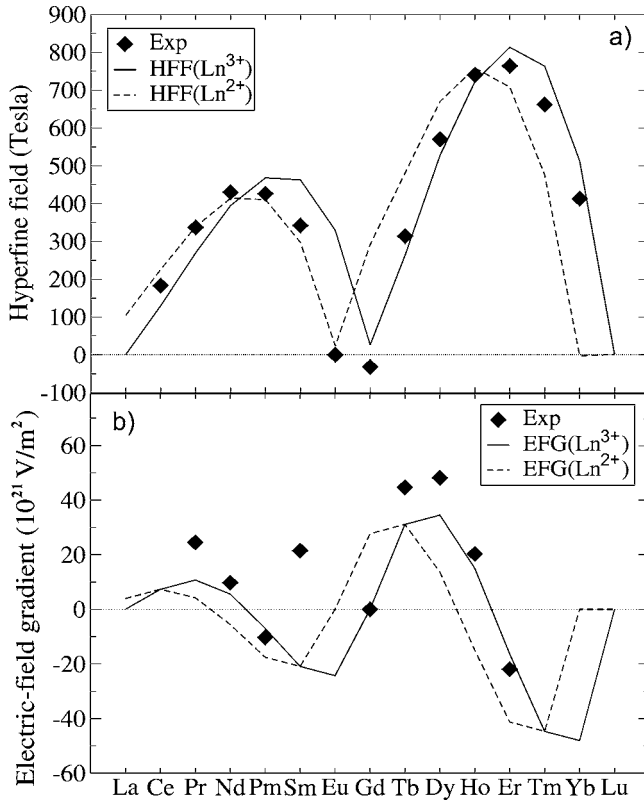 900
800
700
600
500
400
300
200
100
0
-100
Hyperfine field (Tesla)
a)
Exp
HFF(Ln³⁺)
HFF(Ln²⁺)
60
40
20
0
-20
-40
-60
Electric-field gradient (10²¹ V/m²)
b)
Exp
EFG(Ln³⁺)
EFG(Ln²⁺)
La Ce Pr Nd Pm Sm Eu Gd Tb Dy Ho Er Tm Yb Lu